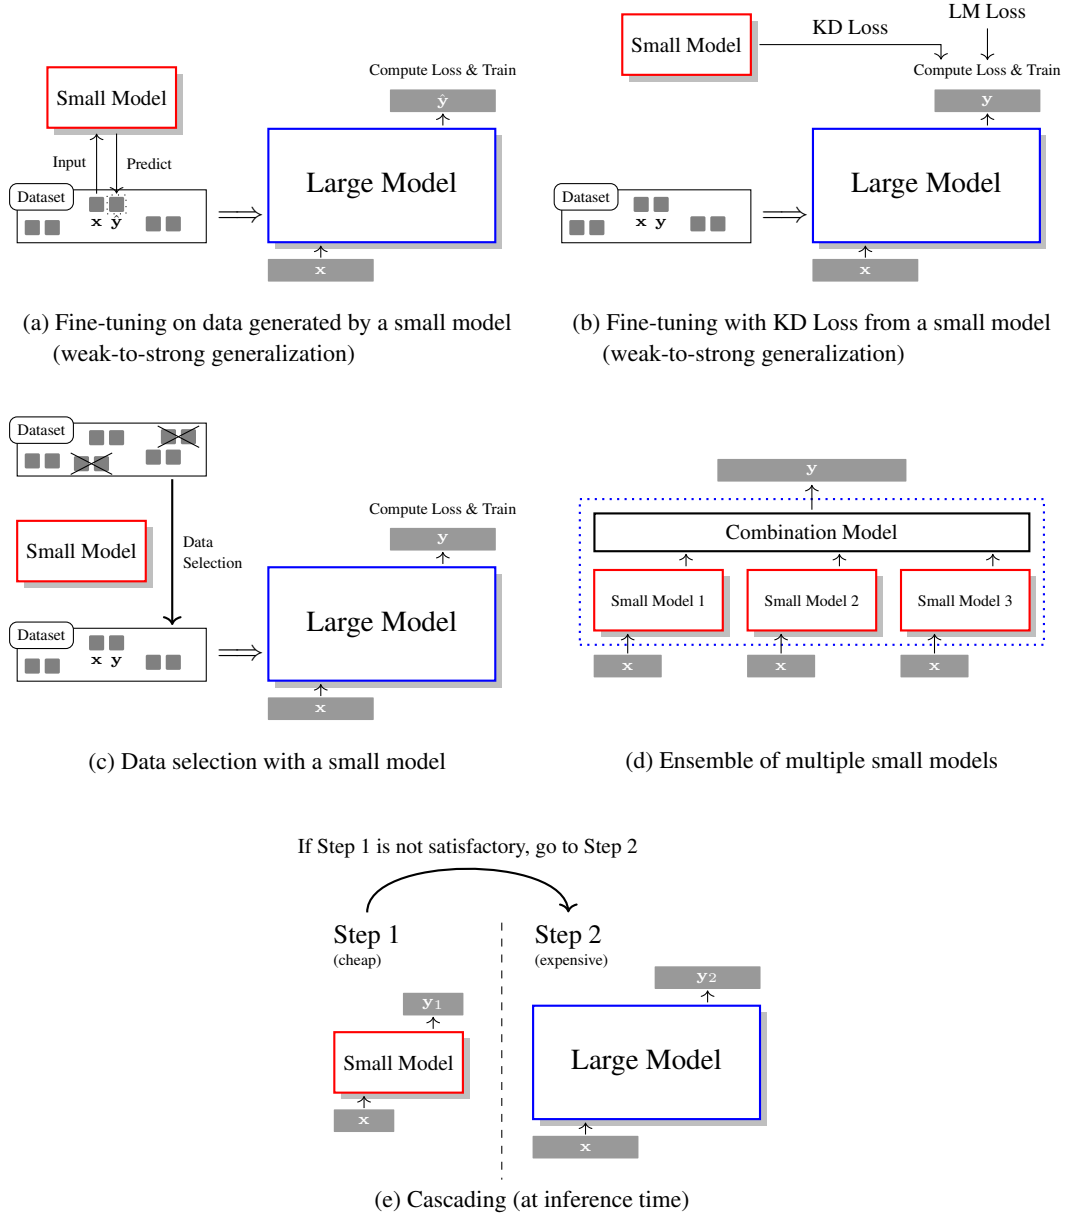 Small Model
Input
Predict
Dataset
x ŷ
Compute Loss & Train
ŷ
Large Model
x
(a) Fine-tuning on data generated by a small model
(weak-to-strong generalization)
Small Model
KD Loss
LM Loss
Compute Loss & Train
y
Large Model
x
Dataset
x y
(b) Fine-tuning with KD Loss from a small model
(weak-to-strong generalization)
Dataset
Small Model
Data
Selection
Dataset
x y
Compute Loss & Train
y
Large Model
x
(c) Data selection with a small model
y
Combination Model
Small Model 1 Small Model 2 Small Model 3
x x x
(d) Ensemble of multiple small models
If Step 1 is not satisfactory, go to Step 2
Step 1
(cheap)
y₁
Small Model
x
Step 2
(expensive)
y₂
Large Model
x
(e) Cascading (at inference time)